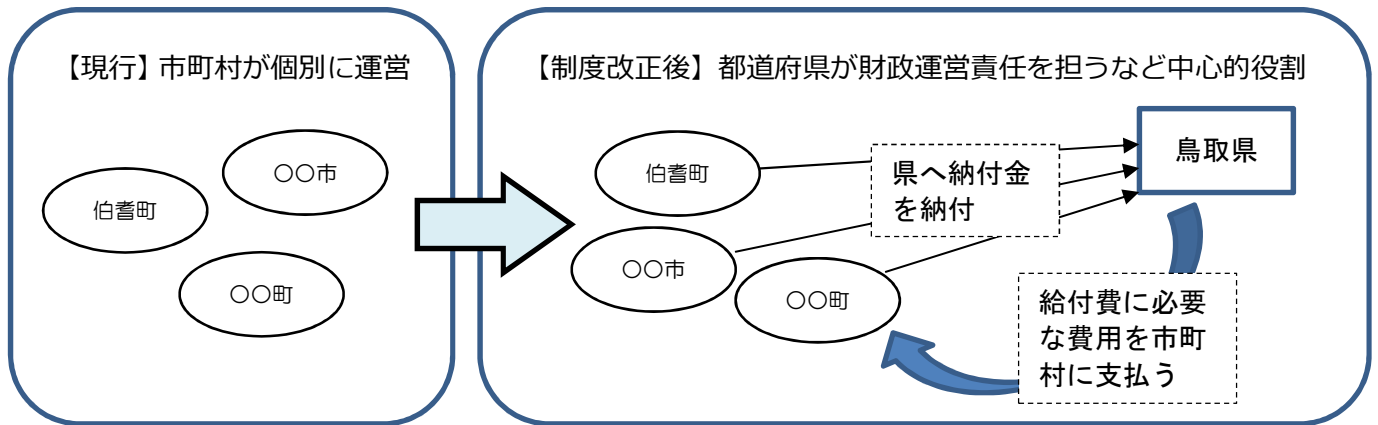 【現行】市町村が個別に運営
〇〇市
伯耆町
〇〇町
【制度改正後】都道府県が財政運営責任を担うなど中心的役割
伯耆町
〇〇市
〇〇町
県へ納付金
を納付
鳥取県
給付費に必要
な費用を市町
村に支払う